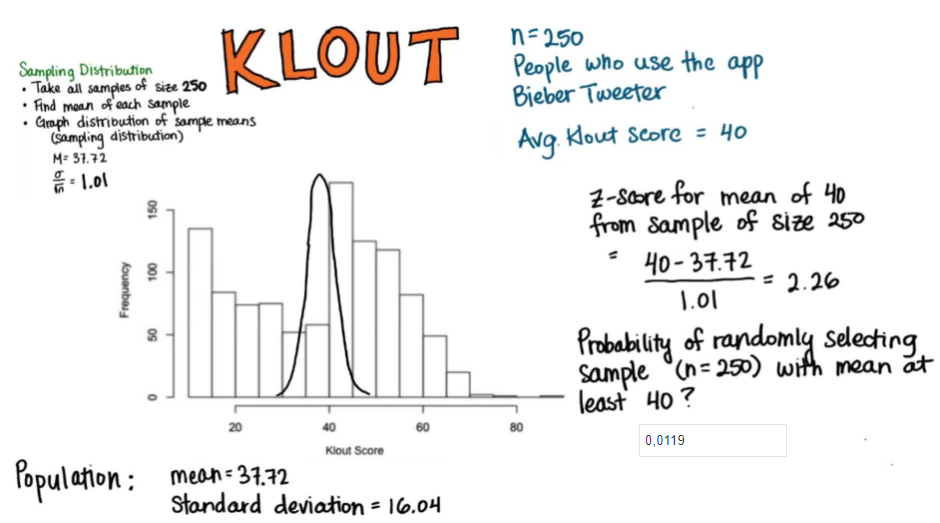 KLOUT
Sampling Distribution
• Take all samples of size 250
• Find mean of each sample
• Graph distribution of sample means
(sampling distribution)
M = 37.72
σ/√n = 1.01
n = 250
People who use the app
Bieber Tweeter
Avg. Klout score = 40
Z-score for mean of 40
from sample of size 250
= 40 - 37.72 / 1.01 = 2.26
Probability of randomly selecting
sample (n = 250) with mean at
least 40?
0,0119
Frequency
150
100
50
0
20 40 60 80
Klout Score
Population: mean = 37.72
Standard deviation = 16.04